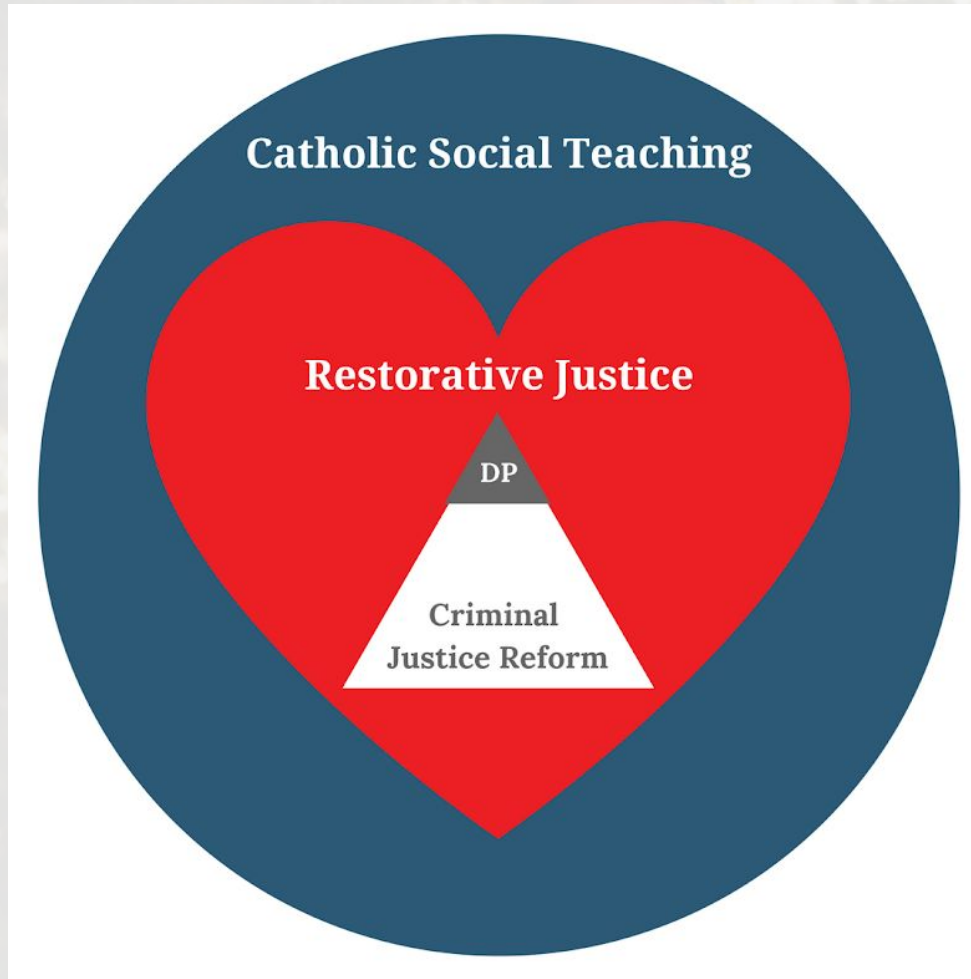 Catholic Social Teaching
Restorative Justice
DP
Criminal
Justice Reform